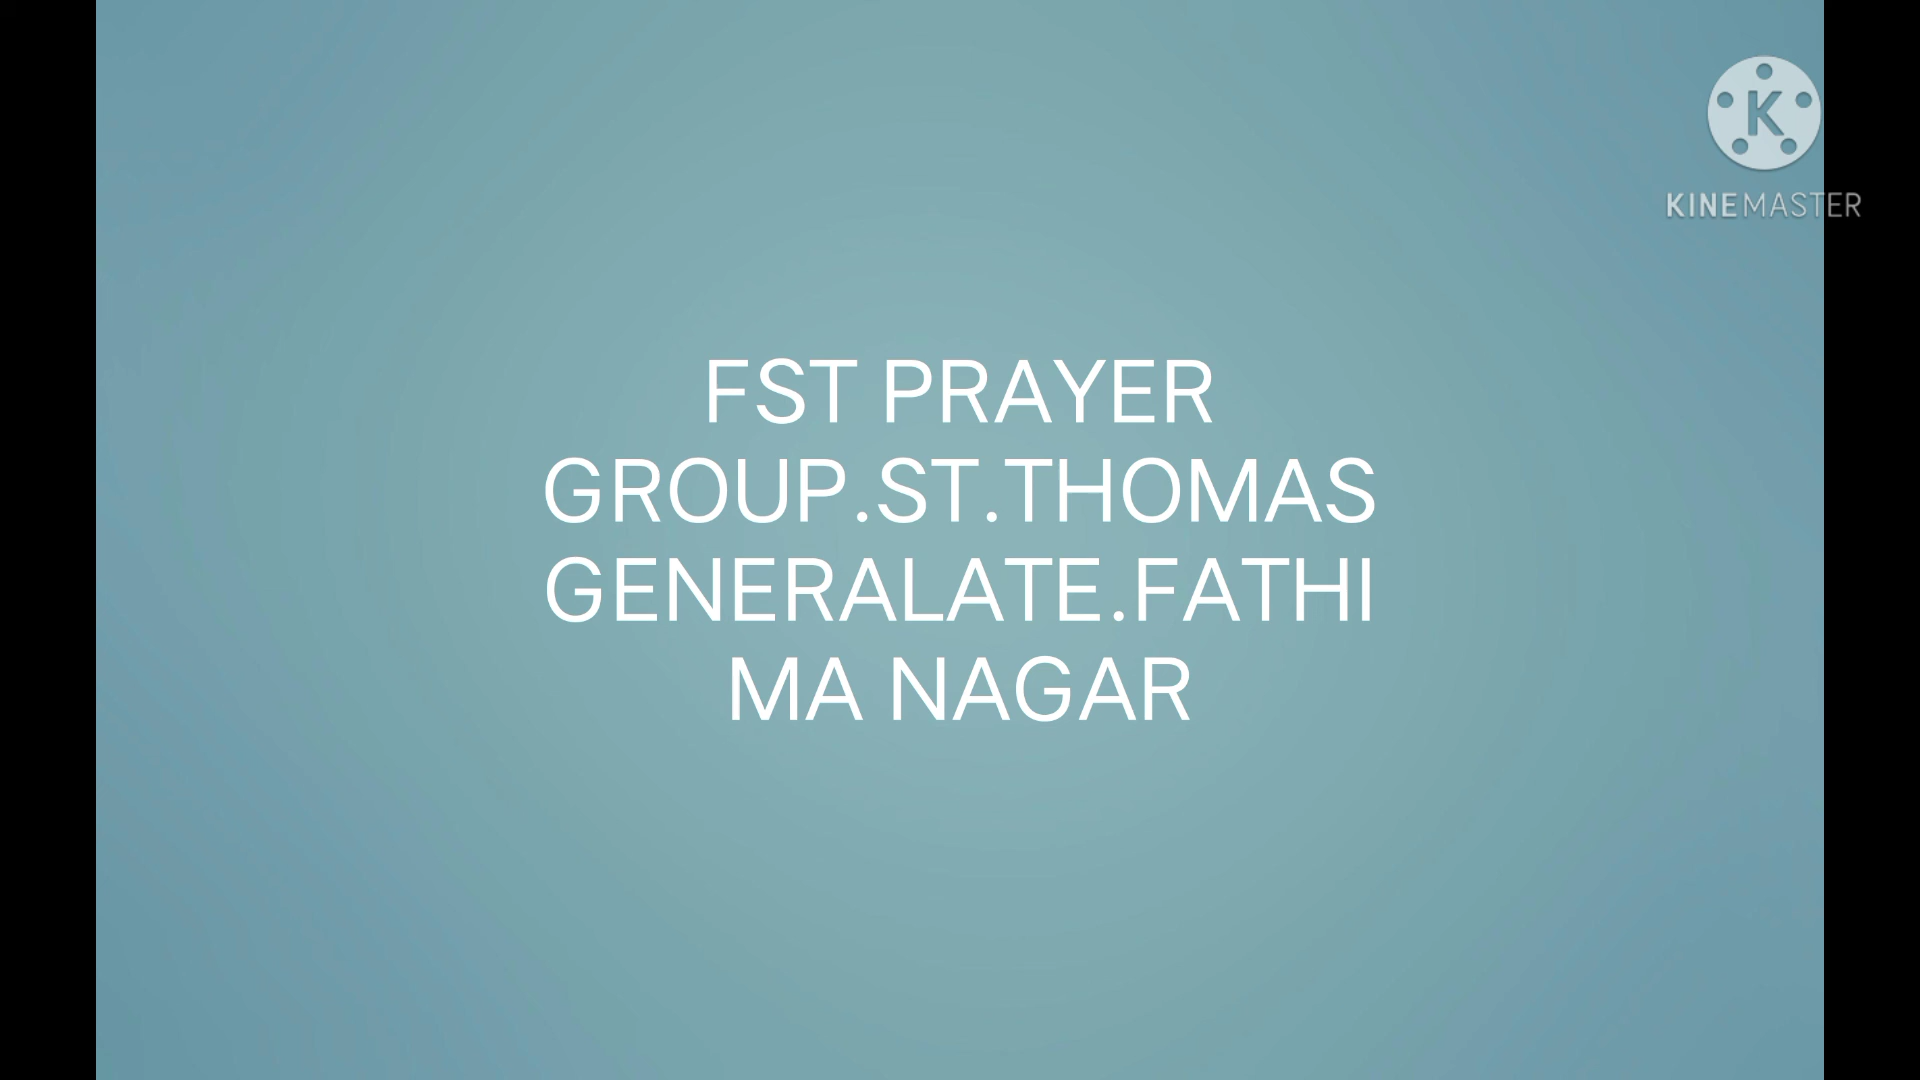 K
KINEMASTER
FST PRAYER
GROUP.ST.THOMAS
GENERALATE.FATHI
MA NAGAR